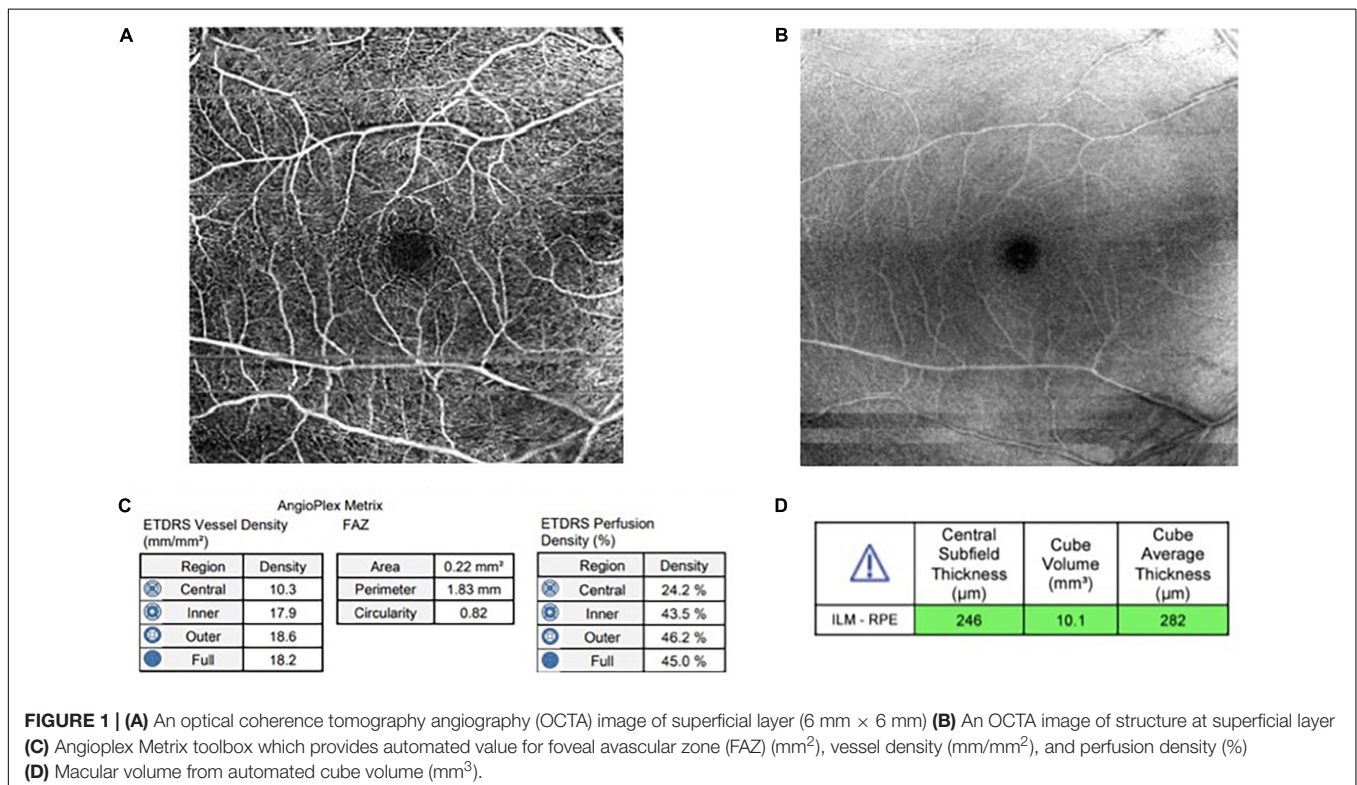 A
B
C
AngioPlex Metrix
ETDRS Vessel Density (mm/mm²)
Region Density
Central 10.3
Inner 17.9
Outer 18.6
Full 18.2
FAZ
Area 0.22 mm²
Perimeter 1.83 mm
Circularity 0.82
ETDRS Perfusion
Density (%)
Region Density
Central 24.2 %
Inner 43.5 %
Outer 46.2 %
Full 45.0 %
D
Central Subfield Thickness (µm) Cube Volume (mm³) Cube Average Thickness (µm)
ILM - RPE 246 10.1 282
FIGURE 1 | (A) An optical coherence tomography angiography (OCTA) image of superficial layer (6 mm × 6 mm) (B) An OCTA image of structure at superficial layer
(C) Angioplex Metrix toolbox which provides automated value for foveal avascular zone (FAZ) (mm²), vessel density (mm/mm²), and perfusion density (%)
(D) Macular volume from automated cube volume (mm³).